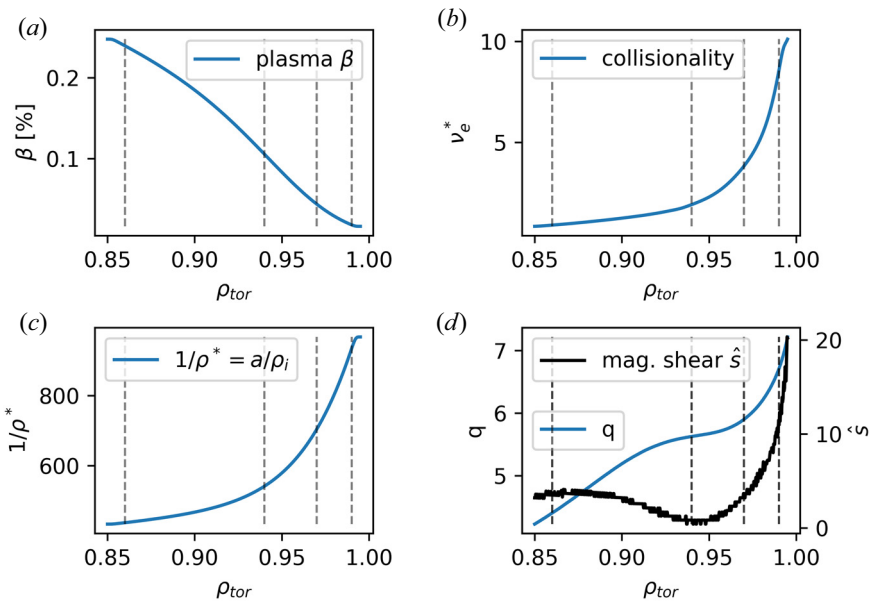 (a)
plasma β
β [%]
0.2
0.1
0.85 0.90 0.95 1.00
ρtor
(b)
collisionality
ν*e
10
5
0.85 0.90 0.95 1.00
ρtor
(c)
1/ρ* = a/ρi
1/ρ*
800
600
0.85 0.90 0.95 1.00
ρtor
(d)
mag. shear ŝ
q
q
7
6
5
20
10
0
ŝ
0.85 0.90 0.95 1.00
ρtor